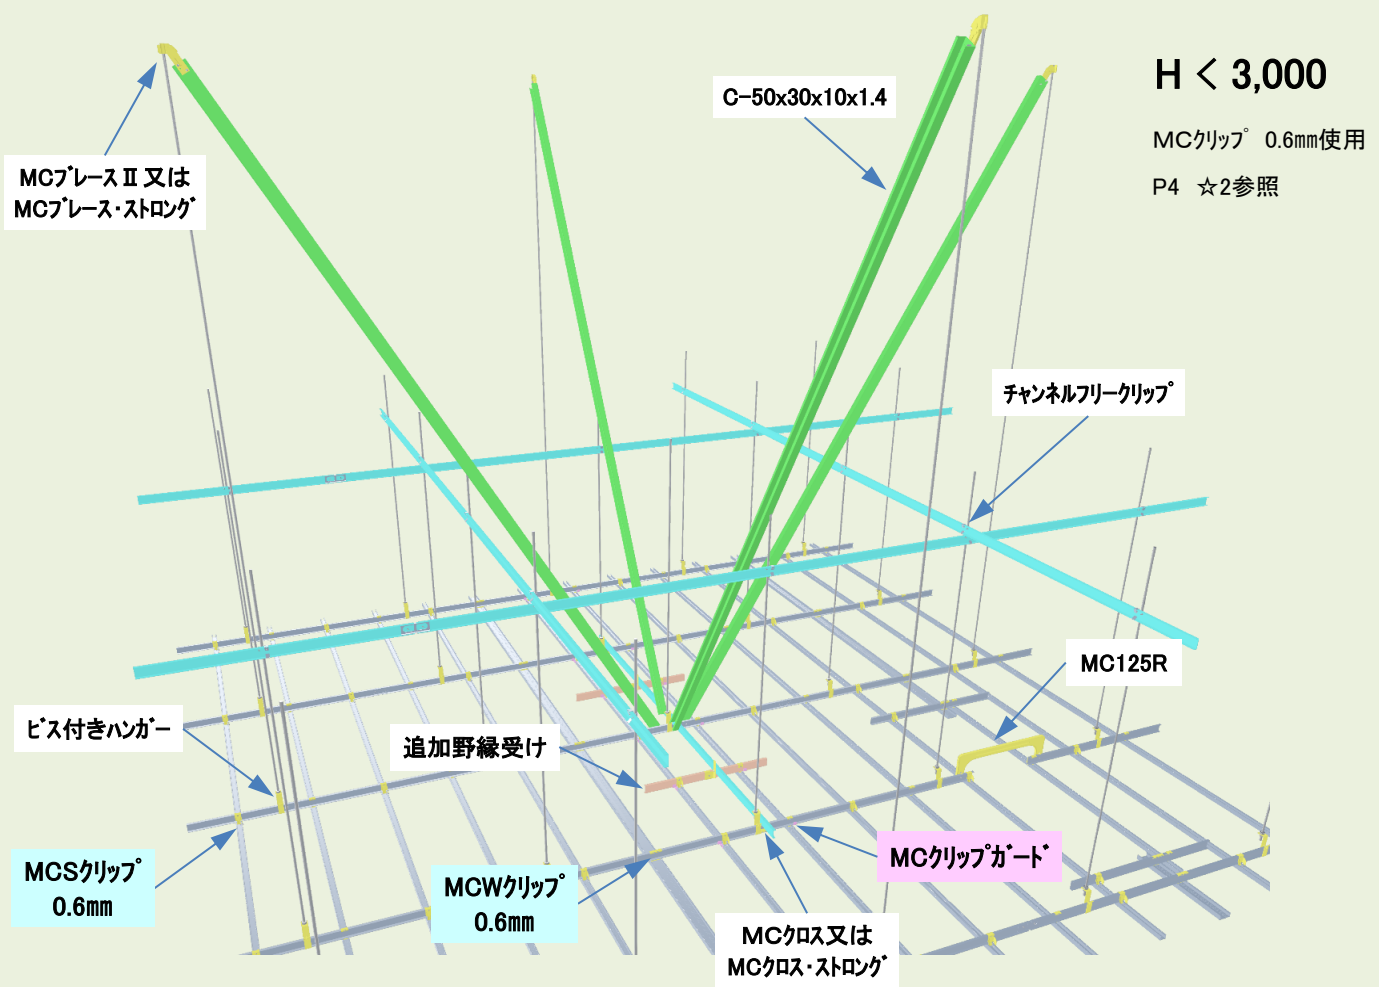 H < 3,000
MCｸﾘｯﾌﾟ 0.6㎜使用
P4 ☆2参照
C-50x30x10x1.4
MCﾌﾞﾚｰｽⅡ又は
MCﾌﾞﾚｰｽ･ｽﾄﾛﾝｸﾞ
ﾁｬﾝﾈﾙﾌﾘｰｸﾘｯﾌﾟ
MC125R
ﾋﾞｽ付きﾊﾝｶﾞｰ
追加野縁受け
MCｸﾘｯﾌﾟｶﾞｰﾄﾞ
MCSｸﾘｯﾌﾟ
0.6㎜
MCWｸﾘｯﾌﾟ
0.6㎜
MCｸﾛｽ又は
MCｸﾛｽ･ｽﾄﾛﾝｸﾞ